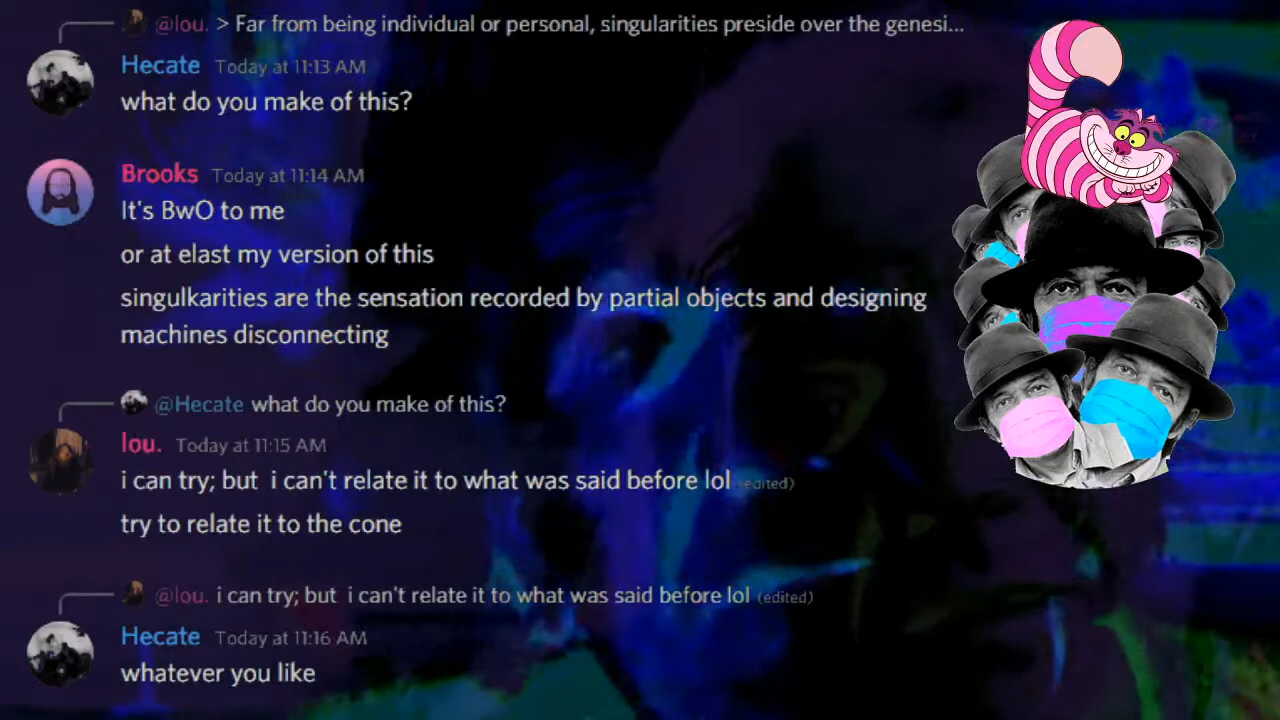 @lou. > Far from being individual or personal, singularities preside over the genesi...
Hecate Today at 11:13 AM
what do you make of this?
Brooks Today at 11:14 AM
It's BwO to me
or at elast my version of this
singulkarities are the sensation recorded by partial objects and designing
machines disconnecting
@Hecate what do you make of this?
lou. Today at 11:15 AM
i can try; but  i can't relate it to what was said before lol (edited)
try to relate it to the cone
@lou. i can try; but  i can't relate it to what was said before lol (edited)
Hecate Today at 11:16 AM
whatever you like